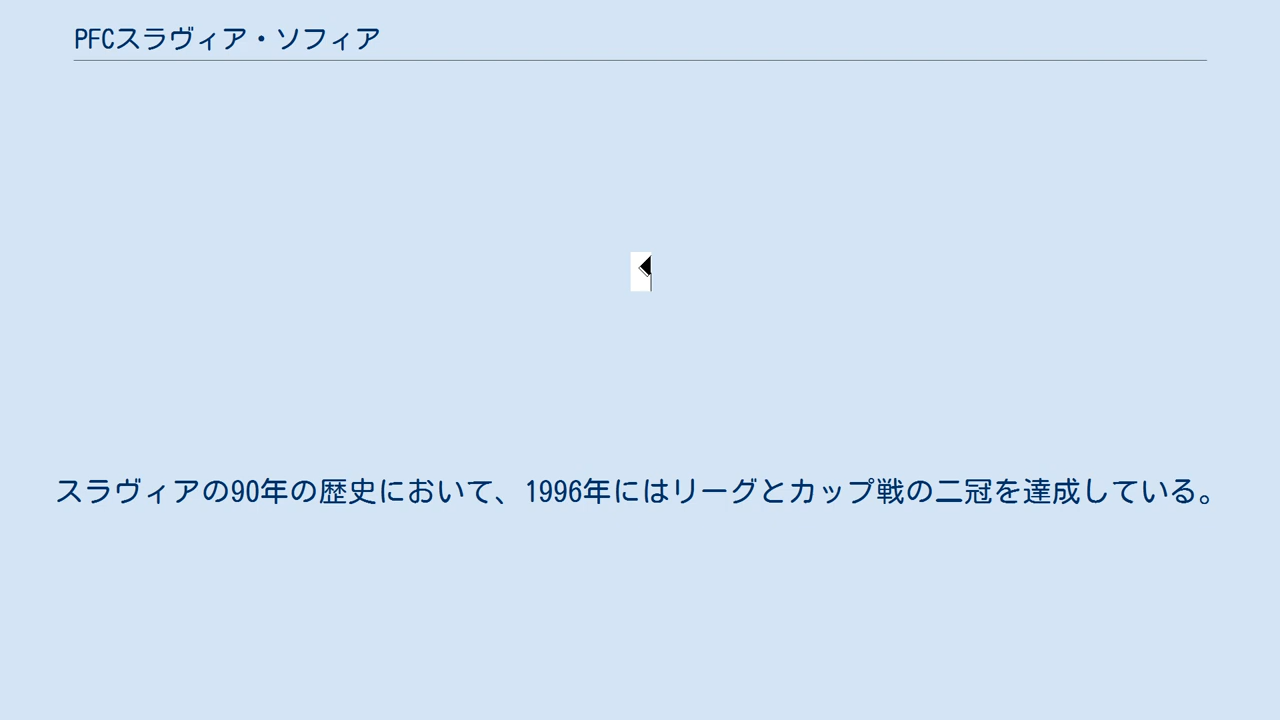 PFCスラヴィア・ソフィア
スラヴィアの90年の歴史において、1996年にはリーグとカップ戦の二冠を達成している。